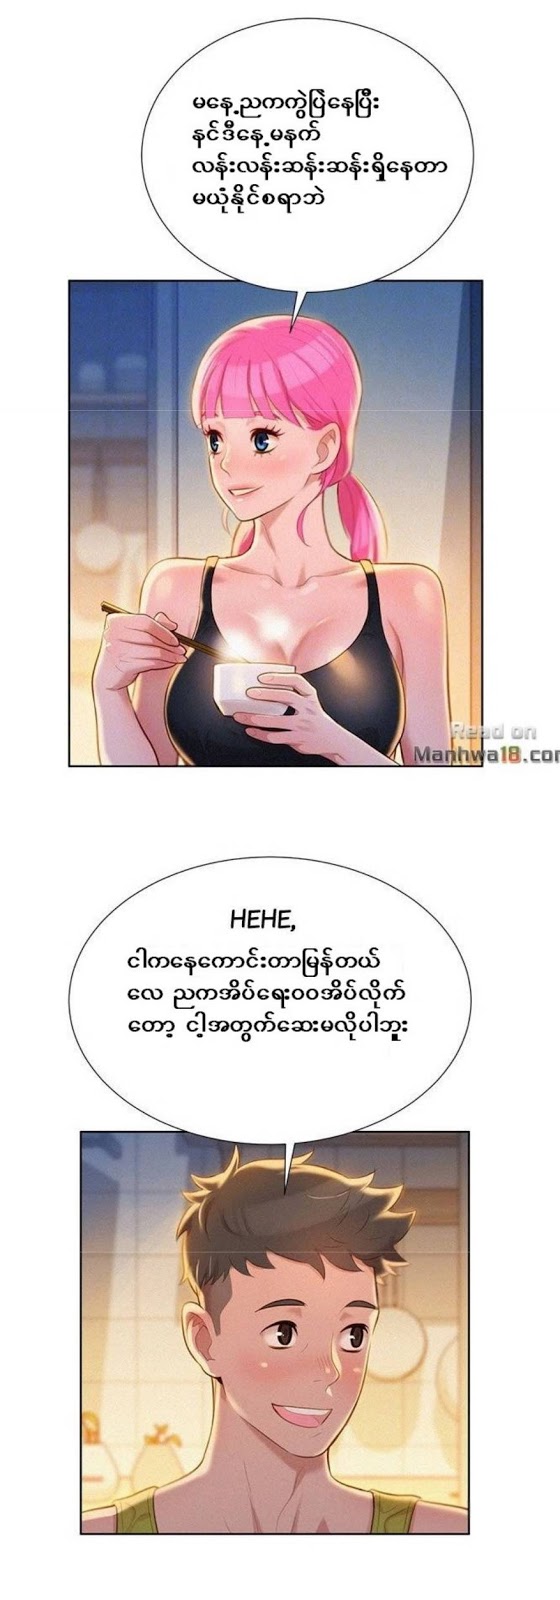 မနေ့ညကကွဲပြဲနေပြီး
နင်ဒီနေ့မနက်
လန်းလန်းဆန်းဆန်းရှိနေတာ
မယုံနိုင်စရာဘဲ
Read on
Manhwa18.com
HEHE,
ငါကနေကောင်းတာမြန်တယ်
လေ ညကအိပ်ရေးဝဝအိပ်လိုက်
တော့ ငါ့အတွက်ဆေးမလိုပါဘူး